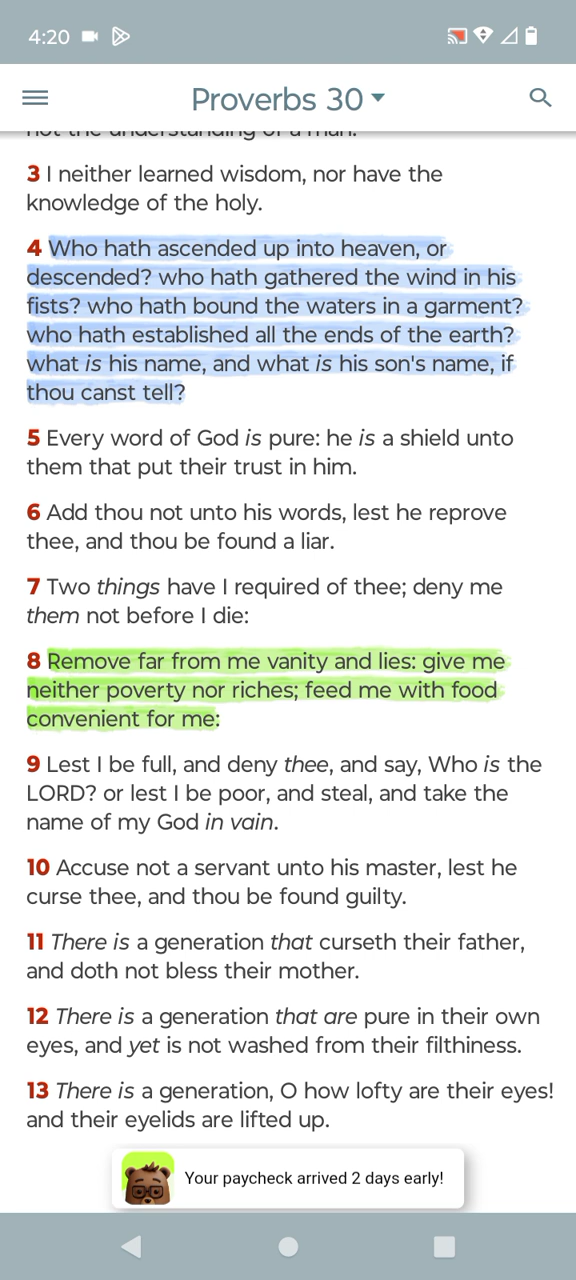 4:20
Proverbs 30
not the understanding of a man.
3 I neither learned wisdom, nor have the
knowledge of the holy.
4 Who hath ascended up into heaven, or
descended? who hath gathered the wind in his
fists? who hath bound the waters in a garment?
who hath established all the ends of the earth?
what is his name, and what is his son's name, if
thou canst tell?
5 Every word of God is pure: he is a shield unto
them that put their trust in him.
6 Add thou not unto his words, lest he reprove
thee, and thou be found a liar.
7 Two things have I required of thee; deny me
them not before I die:
8 Remove far from me vanity and lies: give me
neither poverty nor riches; feed me with food
convenient for me:
9 Lest I be full, and deny thee, and say, Who is the
LORD? or lest I be poor, and steal, and take the
name of my God in vain.
10 Accuse not a servant unto his master, lest he
curse thee, and thou be found guilty.
11 There is a generation that curseth their father,
and doth not bless their mother.
12 There is a generation that are pure in their own
eyes, and yet is not washed from their filthiness.
13 There is a generation, O how lofty are their eyes!
and their eyelids are lifted up.
Your paycheck arrived 2 days early!